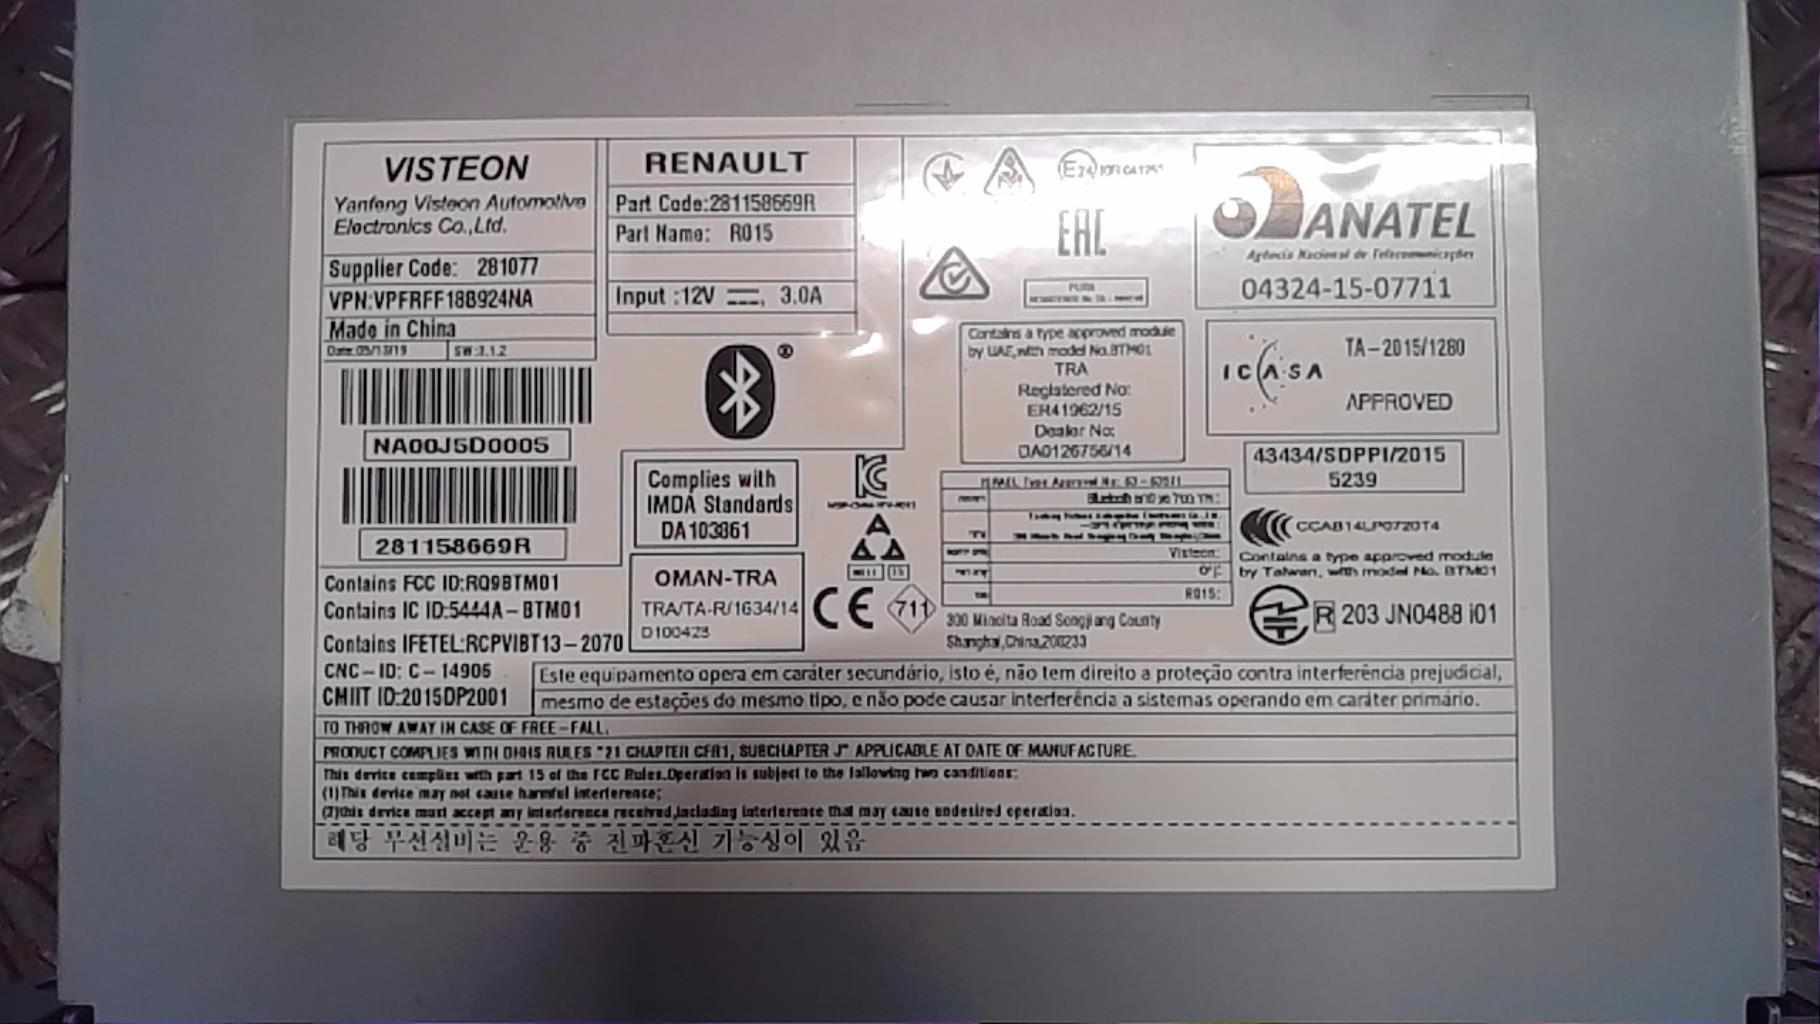 VISTEON
Yanfeng Visteon Automotive
Electronics Co.,Ltd.
Supplier Code: 281077
VPN:VPFRFF188924NA
Made in China
SW:3.1.2
NA00J5D0005
281158669R
RENAULT
Part Code:281158669R
Part Name: R015
Input :12V 3.0A
®
E24
EAC
ANATEL
Agência Nacional de Telecomunicações
04324-15-07711
Contains a type approved module
by UAE,with model No.BTM01
TRA
Registered No:
ER41962/15
Dealer No:
DA0126756/14
ICASA
TA-2015/1280
APPROVED
43434/SDPPI/2015
5239
Complies with
IMDA Standards
DA103861
OMAN-TRA
TRA/TA-R/1634/14
D100428
CE
711
Visteon:
R015:
300 Minolta Road Songjiang County
Shanghai,China,200233
CCAB14LP0720T4
Contains a type approved module
by Taiwan, with model No. BTM01
R 203 JN0488 i01
Contains FCC ID:RQ9BTM01
Contains IC ID:5444A-BTM01
Contains IFETEL:RCPVIBT13-2070
CNC-ID: C-14906
CMIIT ID:2015DP2001
Este equipamento opera em caráter secundário, isto é, não tem direito a proteção contra interferência prejudicial,
mesmo de estações do mesmo tipo, e não pode causar interferência a sistemas operando em caráter primário.
TO THROW AWAY IN CASE OF FREE-FALL.
PRODUCT COMPLIES WITH DHHS RULES "21 CHAPTER CFR1, SUBCHAPTER J" APPLICABLE AT DATE OF MANUFACTURE.
This device complies with part 15 of the FCC Rules.Operation is subject to the following two conditions:
(1)This device may not cause harmful interference;
(2)this device must accept any interference received,including interference that may cause undesired operation.
해당 무선설비는 운용 중 전파혼신 기능성이 있음